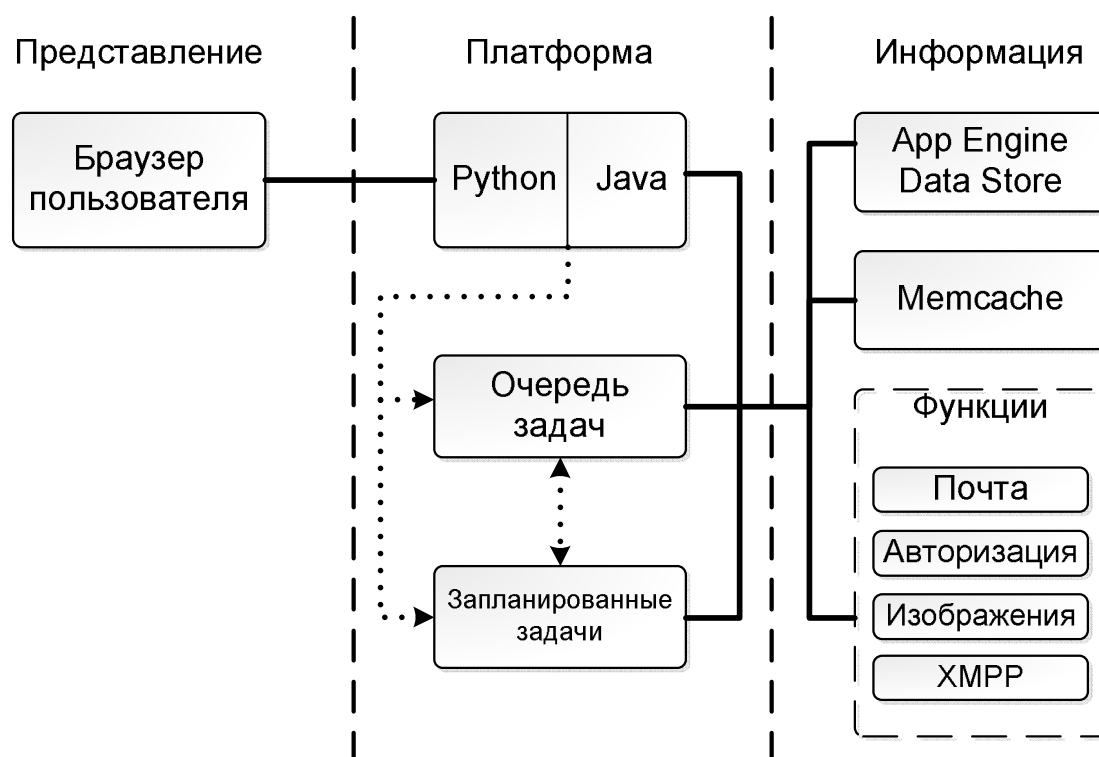 Представление
Платформа
Информация
Браузер
пользователя
Python
Java
App Engine
Data Store
Memcache
Очередь
задач
Функции
Почта
Авторизация
Запланированные
задачи
Изображения
XMPP